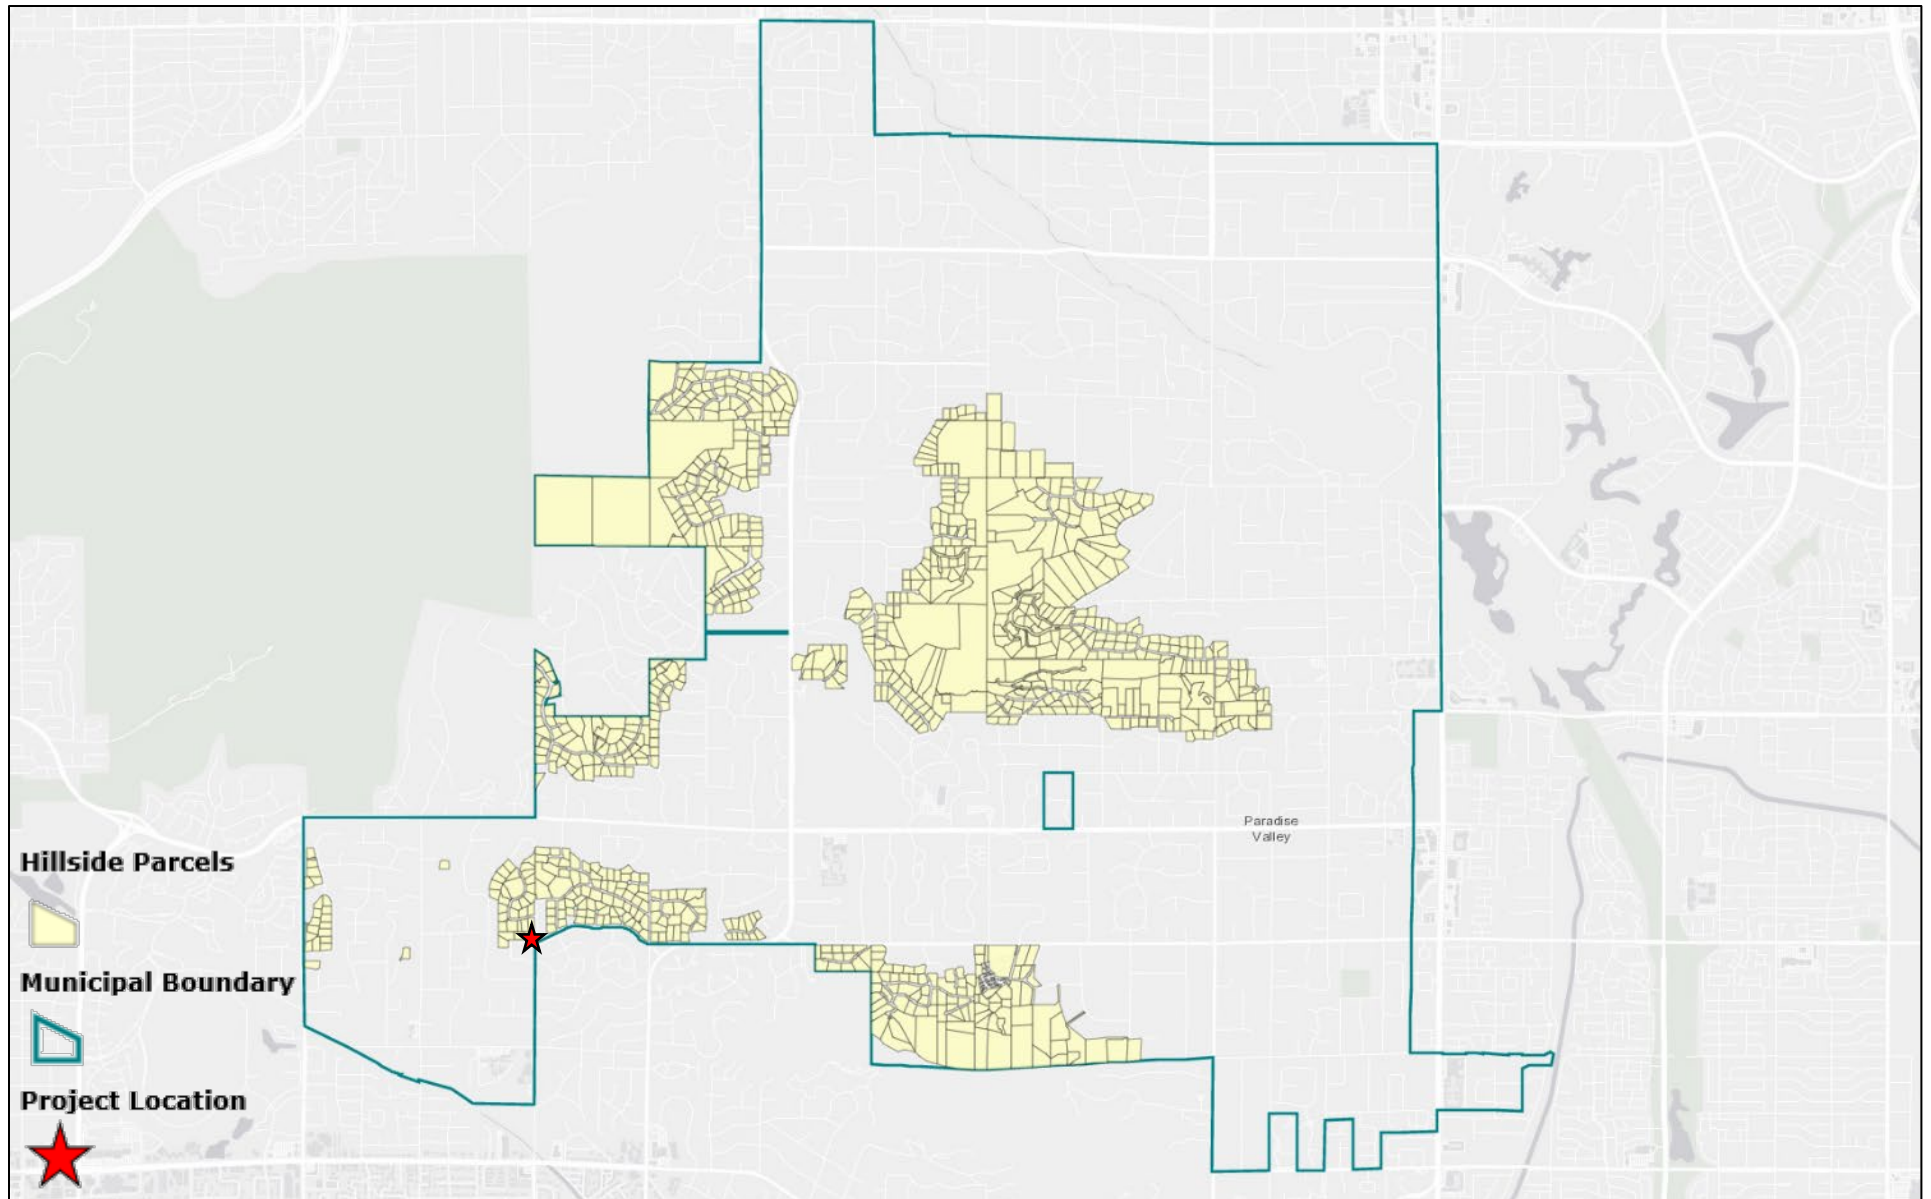 Paradise
Valley
Hillside Parcels
Municipal Boundary
Project Location